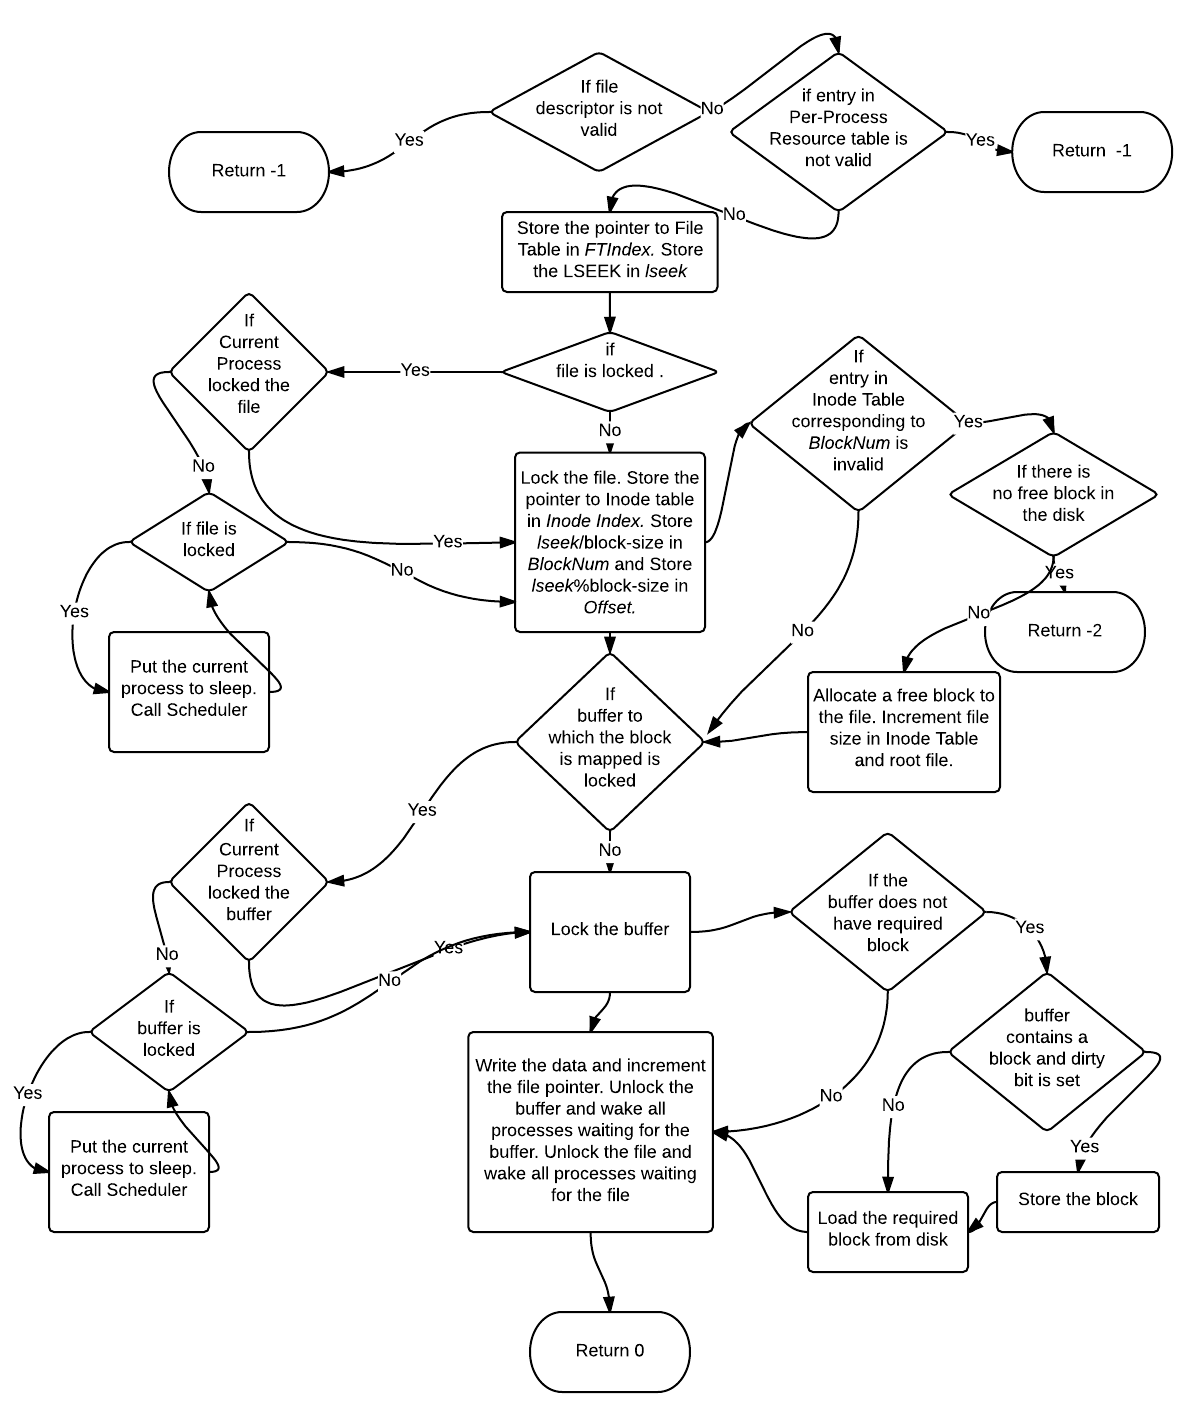 If file
descriptor is not
valid
No
if entry in
Per-Process
Resource table is
not valid
Yes
Return -1
Yes
Return  -1
No
Store the pointer to File
Table in FTIndex. Store
the LSEEK in lseek
If
Current
Process
locked the
file
Yes
if
file is locked .
No
If
entry in
Inode Table
corresponding to
BlockNum is
invalid
Yes
If there is
no free block in
the disk
No
If file is
locked
Yes
No
Lock the file. Store the
pointer to Inode table
in Inode Index. Store
lseek/block-size in
BlockNum and Store
lseek%block-size in
Offset.
Yes
No
Return -2
Yes
Put the current
process to sleep.
Call Scheduler
No
Allocate a free block to
the file. Increment file
size in Inode Table
and root file.
If
buffer to
which the block
is mapped is
locked
Yes
No
If
Current
Process
locked the
buffer
Lock the buffer
If the
buffer does not
have required
block
Yes
No
Yes
No
If
buffer is
locked
buffer
contains a
block and dirty
bit is set
Yes
Put the current
process to sleep.
Call Scheduler
Write the data and increment
the file pointer. Unlock the
buffer and wake all
processes waiting for the
buffer. Unlock the file and
wake all processes waiting
for the file
No
No
Yes
Store the block
Load the required
block from disk
Return 0